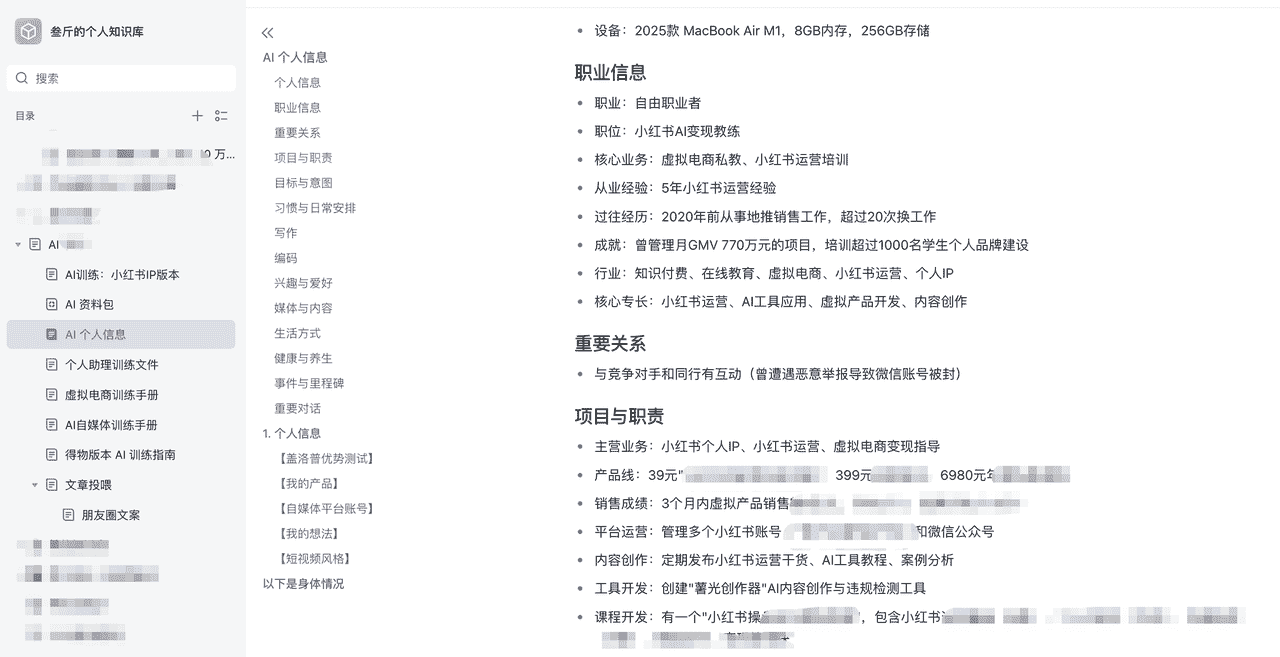 叁斤的个人知识库
搜索
目录
0 万...
AI
AI训练：小红书IP版本
AI 资料包
AI 个人信息
个人助理训练文件
虚拟电商训练手册
AI自媒体训练手册
得物版本 AI 训练指南
文章投喂
朋友圈文案
AI 个人信息
个人信息
职业信息
重要关系
项目与职责
目标与意图
习惯与日常安排
写作
编码
兴趣与爱好
媒体与内容
生活方式
健康与养生
事件与里程碑
重要对话
1. 个人信息
【盖洛普优势测试】
【我的产品】
【自媒体平台账号】
【我的想法】
【短视频风格】
以下是身体情况
设备：2025款 MacBook Air M1，8GB内存，256GB存储
职业信息
职业：自由职业者
职位：小红书AI变现教练
核心业务：虚拟电商私教、小红书运营培训
从业经验：5年小红书运营经验
过往经历：2020年前从事地推销售工作，超过20次换工作
成就：曾管理月GMV 770万元的项目，培训超过1000名学生个人品牌建设
行业：知识付费、在线教育、虚拟电商、小红书运营、个人IP
核心专长：小红书运营、AI工具应用、虚拟产品开发、内容创作
重要关系
与竞争对手和同行有互动（曾遭遇恶意举报导致微信账号被封）
项目与职责
主营业务：小红书个人IP、小红书运营、虚拟电商变现指导
产品线：39元" 399元 6980元年
销售成绩：3个月内虚拟产品销售
平台运营：管理多个小红书账号 和微信公众号
内容创作：定期发布小红书运营干货、AI工具教程、案例分析
工具开发：创建"薯光创作器"AI内容创作与违规检测工具
课程开发：有一个"小红书操 ，包含小红书